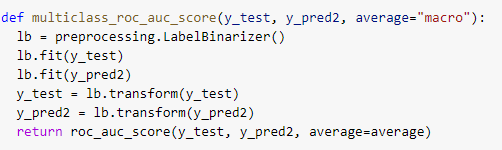 def multiclass_roc_auc_score(y_test, y_pred2, average="macro"):
  lb = preprocessing.LabelBinarizer()
  lb.fit(y_test)
  lb.fit(y_pred2)
  y_test = lb.transform(y_test)
  y_pred2 = lb.transform(y_pred2)
  return roc_auc_score(y_test, y_pred2, average=average)